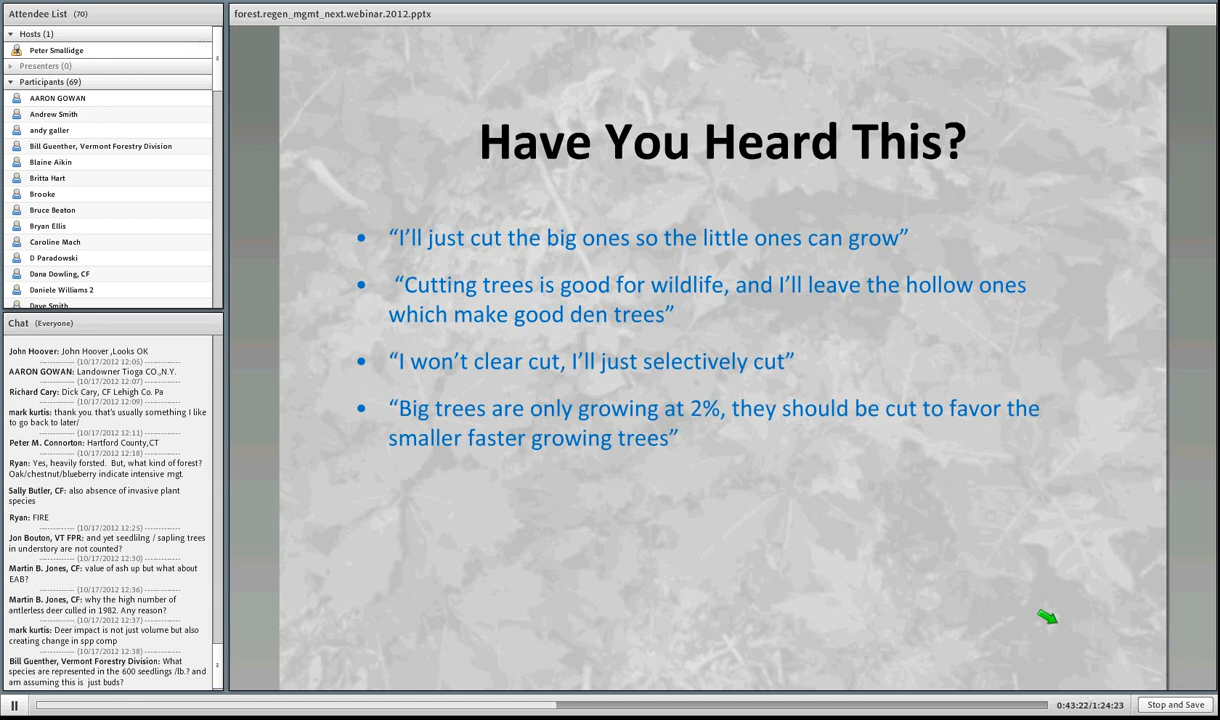 Attendee List (70)
Hosts (1)
Peter Smallidge
Presenters (0)
Participants (69)
AARON GOWAN
Andrew Smith
andy galler
Bill Guenther, Vermont Forestry Division
Blaine Aikin
Britta Hart
Brooke
Bruce Beaton
Bryan Ellis
Caroline Mach
D Paradowski
Dana Dowling, CF
Daniele Williams 2
Dave Smith
Chat (Everyone)
John Hoover: John Hoover ,Looks OK
------------- (10/17/2012 12:05) -------------
AARON GOWAN: Landowner Tioga CO.,N.Y.
------------- (10/17/2012 12:07) -------------
Richard Cary: Dick Cary, CF Lehigh Co. Pa
------------- (10/17/2012 12:09) -------------
mark kurtis: thank you. that's usually something I like
to go back to later/
------------- (10/17/2012 12:11) -------------
Peter M. Connorton: Hartford County,CT
------------- (10/17/2012 12:18) -------------
Ryan: Yes, heavily forsted. But, what kind of forest?
Oak/chestnut/blueberry indicate intensive mgt.
Sally Butler, CF: also absence of invasive plant
species
Ryan: FIRE
------------- (10/17/2012 12:25) -------------
Jon Bouton, VT FPR: and yet seedlilng / sapling trees
in understory are not counted?
------------- (10/17/2012 12:30) -------------
Martin B. Jones, CF: value of ash up but what about
EAB?
------------- (10/17/2012 12:36) -------------
Martin B. Jones, CF: why the high number of
antlerless deer culled in 1982. Any reason?
------------- (10/17/2012 12:37) -------------
mark kurtis: Deer impact is not just volume but also
creating change in spp comp
------------- (10/17/2012 12:38) -------------
Bill Guenther, Vermont Forestry Division: What
species are represented in the 600 seedlings /lb.? and
am assuming this is just buds?
forest.regen_mgmt_next.webinar.2012.pptx
Have You Heard This?
• “I’ll just cut the big ones so the little ones can grow”
• “Cutting trees is good for wildlife, and I’ll leave the hollow ones
which make good den trees”
• “I won’t clear cut, I’ll just selectively cut”
• “Big trees are only growing at 2%, they should be cut to favor the
smaller faster growing trees”
0:43:22/1:24:23
Stop and Save